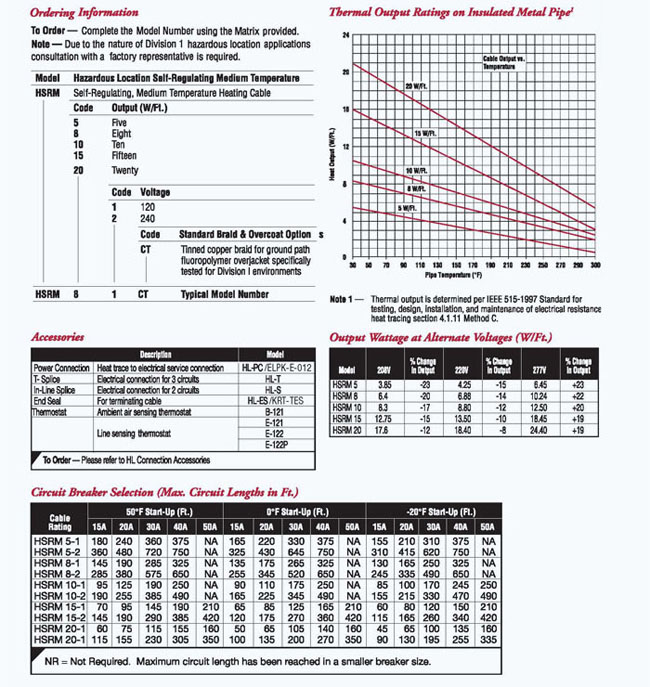 Ordering Information
To Order — Complete the Model Number using the Matrix provided.
Note — Due to the nature of Division 1 hazardous location applications
consultation with a factory representative is required.
Model Hazardous Location Self-Regulating Medium Temperature
HSRM Self-Regulating, Medium Temperature Heating Cable
Code Output (W/Ft.)
5 Five
8 Eight
10 Ten
15 Fifteen
20 Twenty
Code Voltage
1 120
2 240
Code Standard Braid & Overcoat Option s
CT Tinned copper braid for ground path
fluoropolymer overjacket specifically
tested for Division I environments
HSRM 8 1 CT Typical Model Number
Thermal Output Ratings on Insulated Metal Pipe¹
Cable Output vs.
Temperature
24
20
16
12
8
4
0
Heat Output (W/Ft.)
20 W/Ft.
15 W/Ft.
10 W/Ft.
8 W/Ft.
5 W/Ft.
30 50 70 90 110 130 150 170 190 210 230 250 270 290 300
Pipe Temperature (°F)
Note 1 — Thermal output is determined per IEEE 515-1997 Standard for
testing, design, installation, and maintenance of electrical resistance
heat tracing section 4.1.11 Method C.
Accessories
Description Model
Power Connection Heat trace to electrical service connection HL-PC/ELPK-E-012
T- Splice Electrical connection for 3 circuits HL-T
In-Line Splice Electrical connection for 2 circuits HL-S
End Seal For terminating cable HL-ES/KRT-TES
Thermostat Ambient air sensing thermostat B-121
E-121
Line sensing thermostat E-122
E-122P
To Order — Please refer to HL Connection Accessories
Output Wattage at Alternate Voltages (W/Ft.)
Model 208V % Change in Output 220V % Change in Output 277V % Change in Output
HSRM 5 3.85 -23 4.25 -15 6.45 +23
HSRM 8 6.4 -20 6.88 -14 10.24 +22
HSRM 10 8.3 -17 8.80 -12 12.50 +20
HSRM 15 12.75 -15 13.50 -10 18.45 +19
HSRM 20 17.6 -12 18.40 -8 24.40 +19
Circuit Breaker Selection (Max. Circuit Lengths in Ft.)
Cable Rating 50°F Start-Up (Ft.) 0°F Start-Up (Ft.) -20°F Start-Up (Ft.)
15A 20A 30A 40A 50A 15A 20A 30A 40A 50A 15A 20A 30A 40A 50A
HSRM 5-1 180 240 360 375 NA 165 220 330 375 NA 155 210 310 375 NA
HSRM 5-2 360 480 720 750 NA 325 430 645 750 NA 310 415 620 750 NA
HSRM 8-1 145 190 285 325 NA 135 175 265 325 NA 130 165 250 325 NA
HSRM 8-2 285 380 575 650 NA 255 345 520 650 NA 245 335 490 650 NA
HSRM 10-1 95 125 190 250 NA 90 110 175 250 NA 85 100 170 245 250
HSRM 10-2 190 255 385 490 NA 165 225 345 490 NA 155 215 330 470 490
HSRM 15-1 70 95 145 190 210 65 85 125 165 210 60 80 120 150 210
HSRM 15-2 145 190 290 385 420 120 175 270 360 420 115 165 260 340 420
HSRM 20-1 60 75 115 155 160 50 65 105 140 160 45 65 100 135 160
HSRM 20-1 115 155 230 305 350 100 135 200 270 350 90 130 195 255 335
NR = Not Required. Maximum circuit length has been reached in a smaller breaker size.